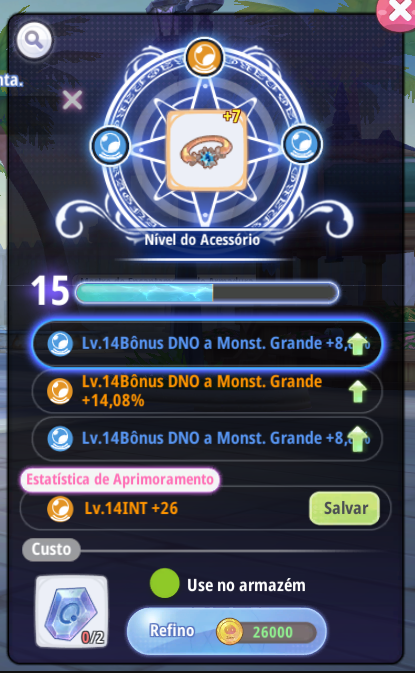 nta.
+7
Nível do Acessório
15
Lv.14Bônus DNO a Monst. Grande +8,
Lv.14Bônus DNO a Monst. Grande
+14,08%
Lv.14Bônus DNO a Monst. Grande +8,
Estatística de Aprimoramento
Lv.14INT +26
Salvar
Custo
0/2
Use no armazém
Refino
26000